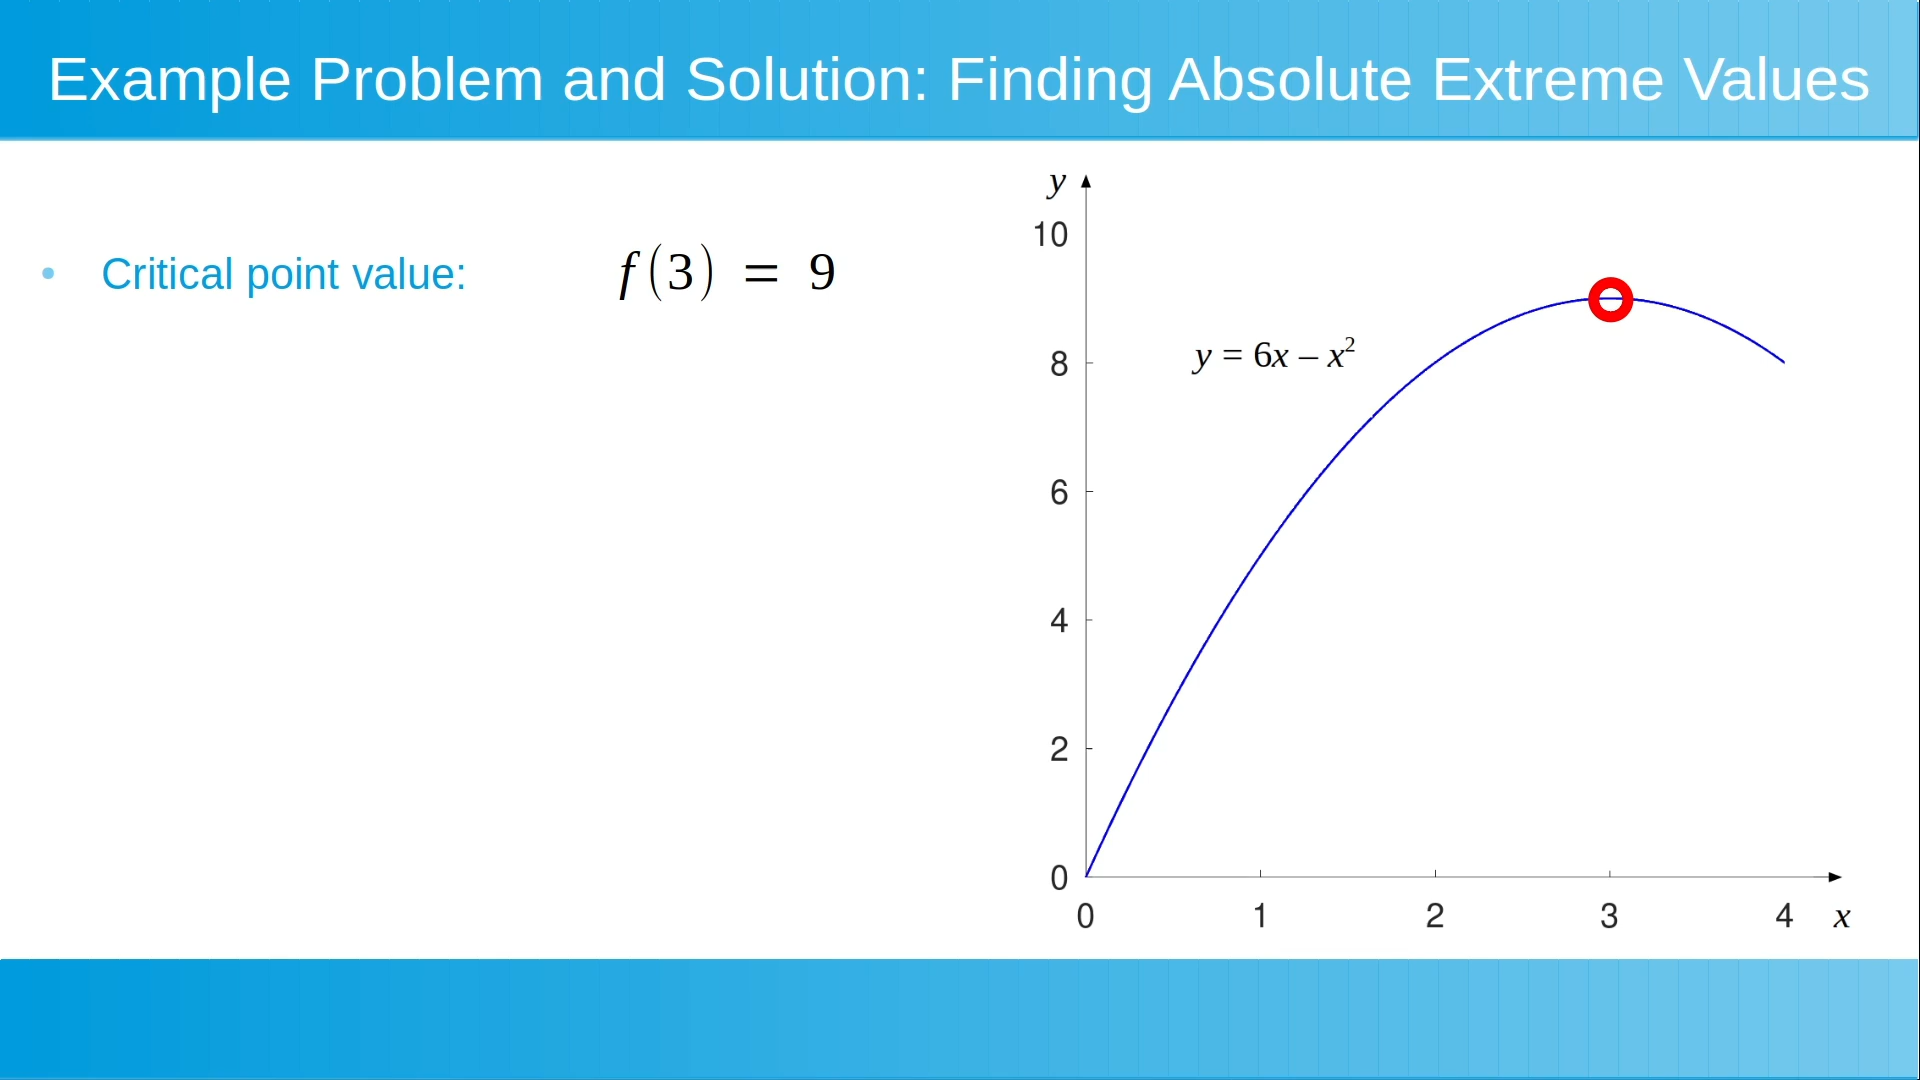 Example Problem and Solution: Finding Absolute Extreme Values
• Critical point value: f(3) = 9
y
10
y = 6x – x²
8
6
4
2
0
0 1 2 3 4 x